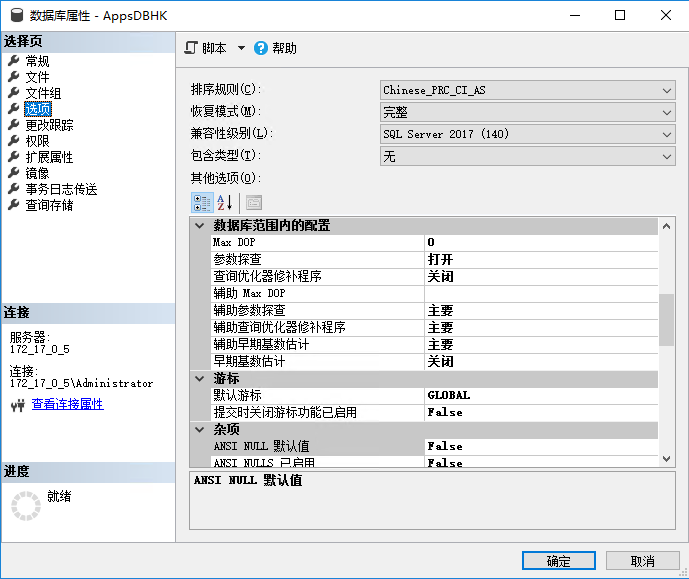 数据库属性 - AppsDBHK
选择页
常规
文件
文件组
选项
更改跟踪
权限
扩展属性
镜像
事务日志传送
查询存储
连接
服务器:
172_17_0_5
连接:
172_17_0_5\Administrator
查看连接属性
进度
就绪
脚本
帮助
排序规则(C): Chinese_PRC_CI_AS
恢复模式(M): 完整
兼容性级别(L): SQL Server 2017 (140)
包含类型(T): 无
其他选项(O):
数据库范围内的配置
Max DOP 0
参数探查 打开
查询优化器修补程序 关闭
辅助 Max DOP
辅助参数探查 主要
辅助查询优化器修补程序 主要
辅助早期基数估计 主要
早期基数估计 关闭
游标
默认游标 GLOBAL
提交时关闭游标功能已启用 False
杂项
ANSI NULL 默认值 False
ANSI NULLS 已启用 False
ANSI NULL 默认值
确定 取消